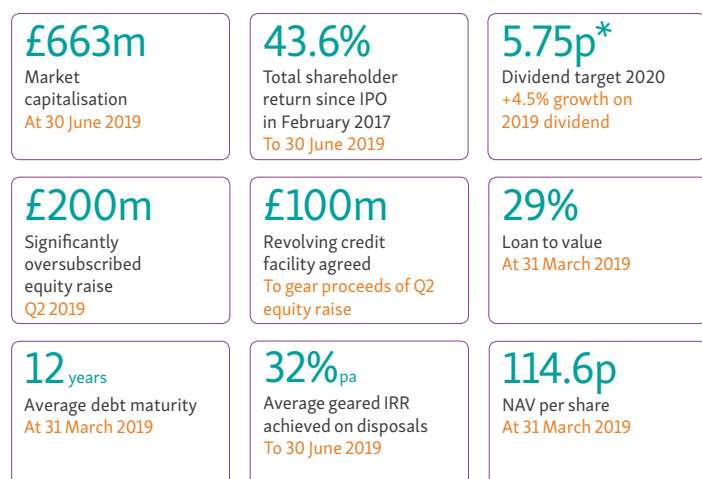 £663m
Market
capitalisation
At 30 June 2019
43.6%
Total shareholder
return since IPO
in February 2017
To 30 June 2019
5.75p*
Dividend target 2020
+4.5% growth on
2019 dividend
£200m
Significantly
oversubscribed
equity raise
Q2 2019
£100m
Revolving credit
facility agreed
To gear proceeds of Q2
equity raise
29%
Loan to value
At 31 March 2019
12 years
Average debt maturity
At 31 March 2019
32% pa
Average geared IRR
achieved on disposals
To 30 June 2019
114.6p
NAV per share
At 31 March 2019